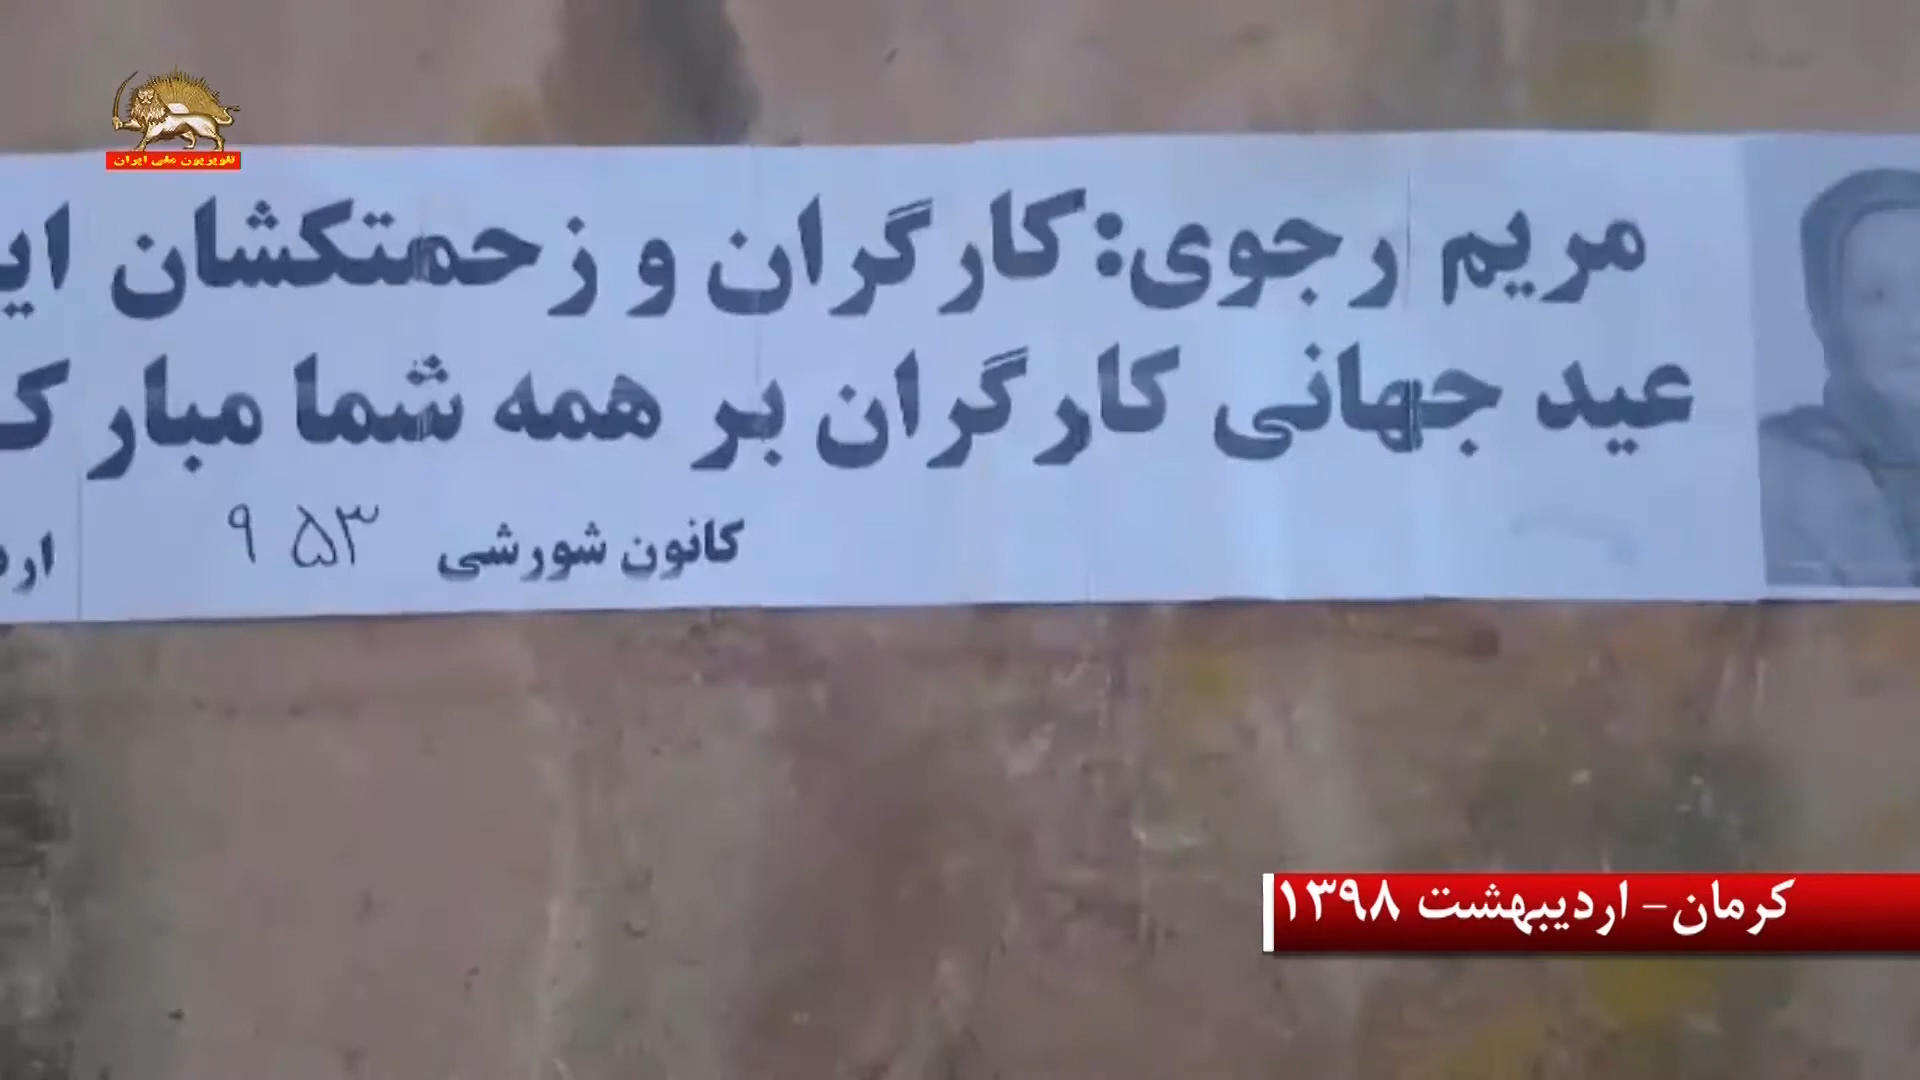 تلویزیون ملی ایران
مریم رجوی: کارگران و زحمتکشان
عید جهانی کارگران بر همه شما مبارک
کانون شورشی ۹۵۳
کرمان- اردیبهشت ۱۳۹۸